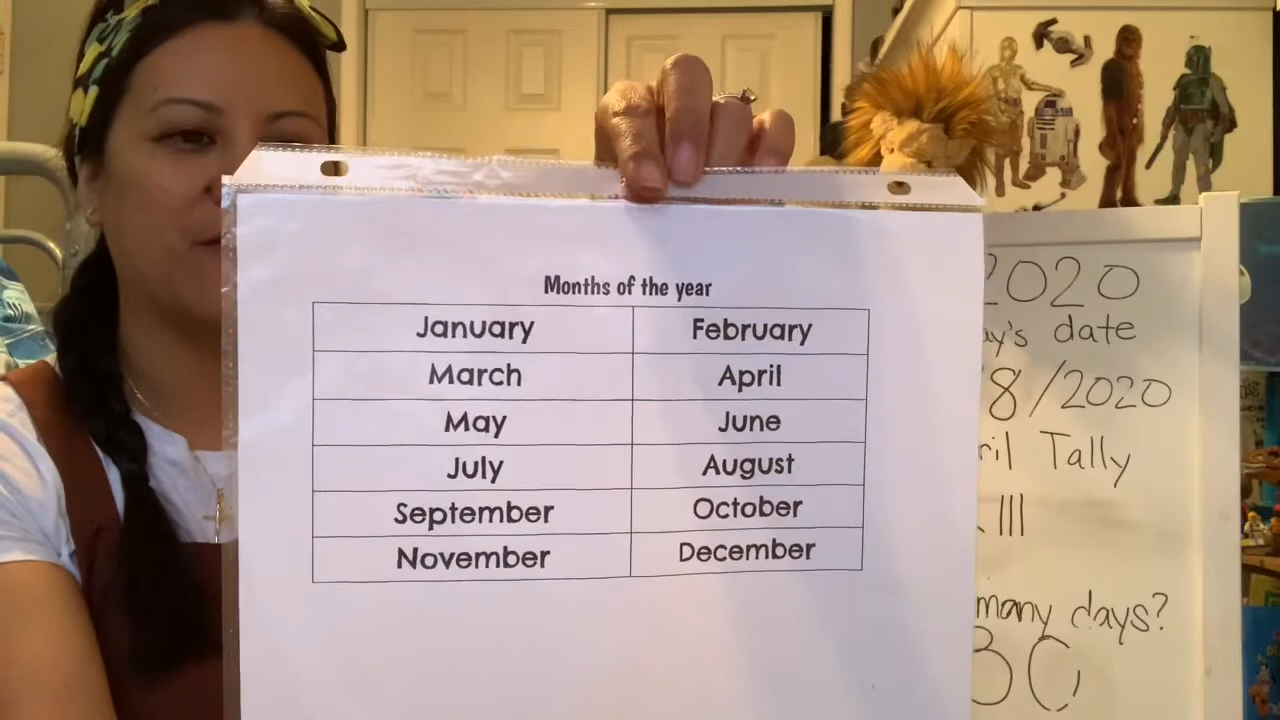 Months of the year
January February
March April
May June
July August
September October
November December
2020
ay's date
8/2020
ril Tally
III
many days?
30